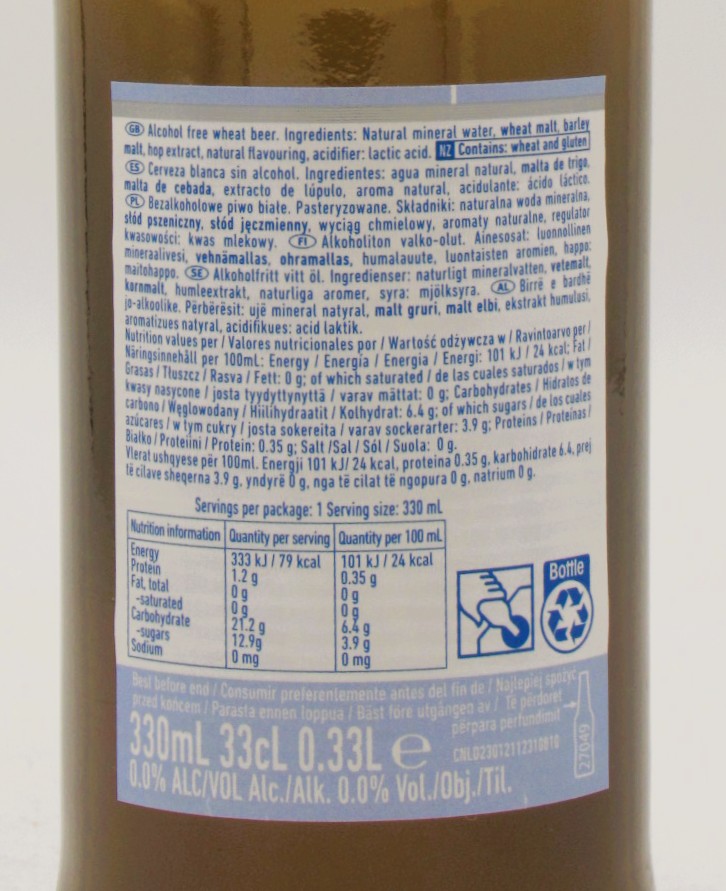 GB Alcohol free wheat beer. Ingredients: Natural mineral water, wheat malt, barley
malt, hop extract, natural flavouring, acidifier: lactic acid. NZ Contains: wheat and gluten
ES Cerveza blanca sin alcohol. Ingredientes: agua mineral natural, malta de trigo,
malta de cebada, extracto de lúpulo, aroma natural, acidulante: ácido láctico.
PL Bezalkoholowe piwo białe. Pasteryzowane. Składniki: naturalna woda mineralna,
słód pszeniczny, słód jęczmienny, wyciąg chmielowy, aromaty naturalne, regulator
kwasowości: kwas mlekowy. FI Alkoholiton valko-olut. Ainesosat: luonnollinen
mineraalivesi, vehnämallas, ohramallas, humalauute, luontaisten aromien, happo:
maitohappo. SE Alkoholfritt vitt öl. Ingredienser: naturligt mineralvatten, vetemalt,
kornmalt, humleextrakt, naturliga aromer, syra: mjölksyra. AL Birrë e bardhë
jo-alkoolike. Përbërësit: ujë mineral natyral, malt gruri, malt elbi, ekstrakt humulusi,
aromatizues natyral, acidifikues: acid laktik.
Nutrition values per / Valores nutricionales por / Wartość odżywcza w / Ravintoarvo per /
Näringsinnehåll per 100mL: Energy / Energía / Energia / Energi: 101 kJ / 24 kcal; Fat /
Grasas / Tłuszcz / Rasva / Fett: 0 g; of which saturated / de las cuales saturados / w tym
kwasy nasycone / josta tyydyttynyttä / varav mättat: 0 g; Carbohydrates / Hidratos de
carbono / Węglowodany / Hiilihydraatit / Kolhydrat: 6.4 g; of which sugars / de los cuales
azúcares / w tym cukry / josta sokereita / varav sockerarter: 3.9 g; Proteins / Proteínas /
Białko / Proteiini / Protein: 0.35 g; Salt /Sal / Sól / Suola: 0 g.
Vlerat ushqyese për 100ml. Energji 101 kJ/ 24 kcal, proteina 0.35 g, karbohidrate 6.4, prej
të cilave sheqerna 3.9 g, yndyrë 0 g, nga të cilat të ngopura 0 g, natrium 0 g.
Servings per package: 1 Serving size: 330 mL
Nutrition information Quantity per serving Quantity per 100 mL
Energy 333 kJ / 79 kcal 101 kJ / 24 kcal
Protein 1.2 g 0.35 g
Fat, total 0 g 0 g
-saturated 0 g 0 g
Carbohydrate 21.2 g 6.4 g
-sugars 12.9g 3.9 g
Sodium 0 mg 0 mg
Bottle
Best before end / Consumir preferentemente antes del fin de / Najlepiej spożyć
przed końcem / Parasta ennen loppua / Bäst före utgången av / Të përdoret
përpara përfundimit
330mL 33cL 0.33L e
CNLD23012112310010
27049
0.0% ALC/VOL Alc./Alk. 0.0% Vol./Obj./Til.